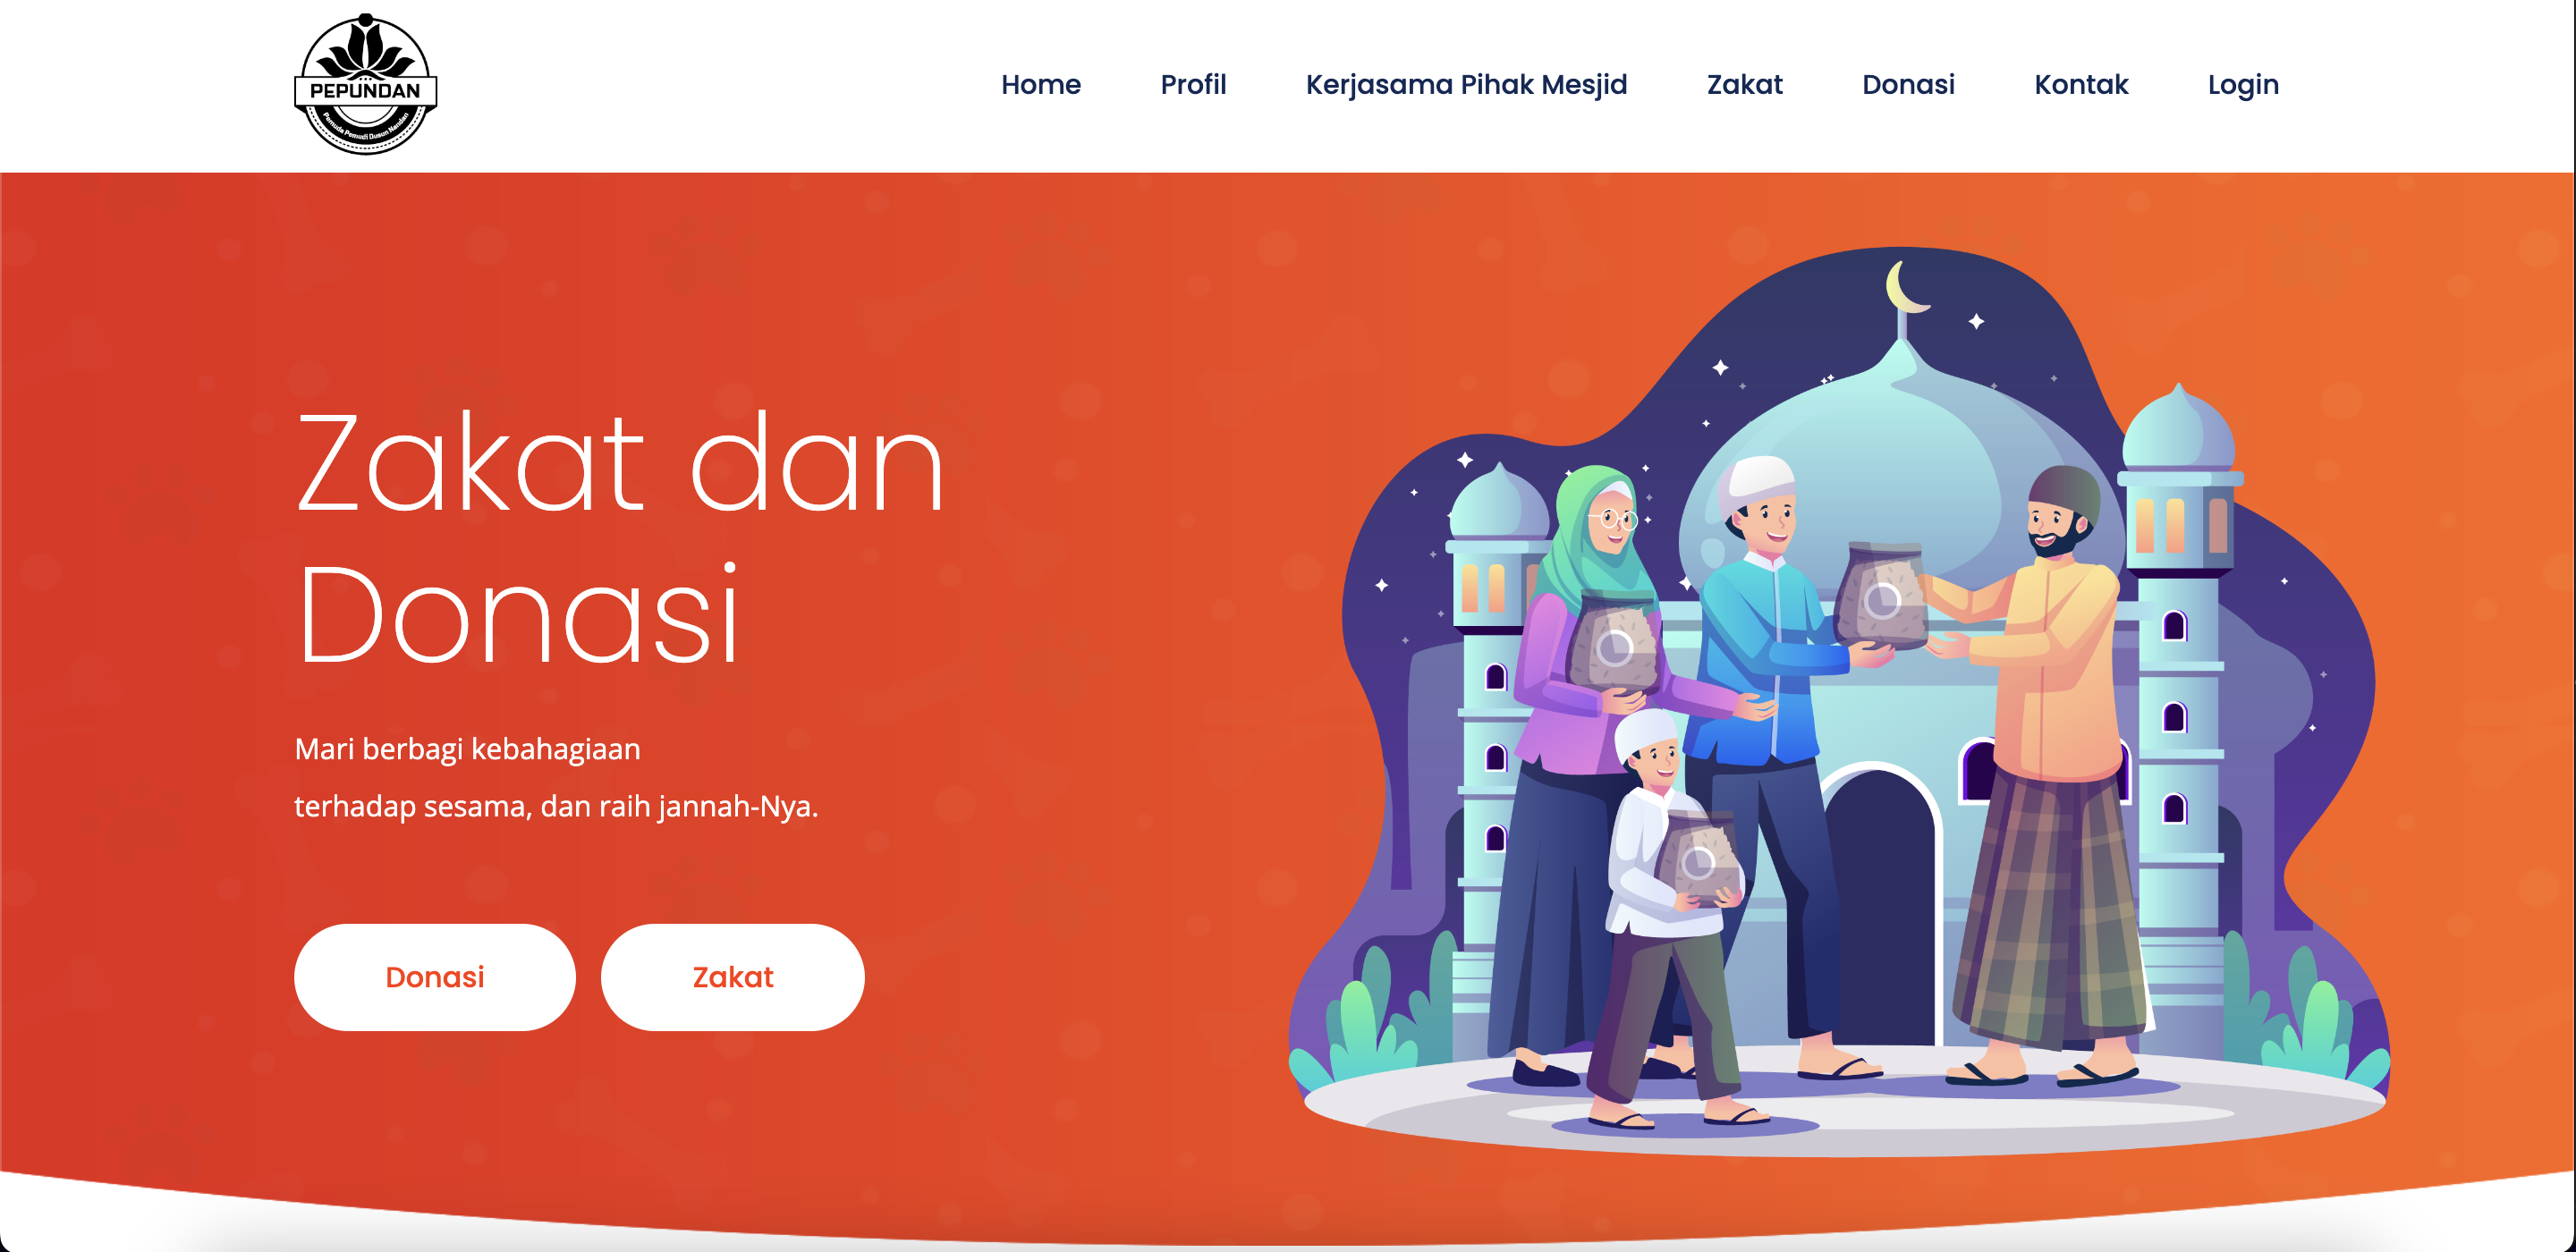 PEPUNDAN
Pemuda Pemudi Dusun Nandan
Home
Profil
Kerjasama Pihak Mesjid
Zakat
Donasi
Kontak
Login
Zakat dan
Donasi
Mari berbagi kebahagiaan
terhadap sesama, dan raih jannah-Nya.
Donasi
Zakat